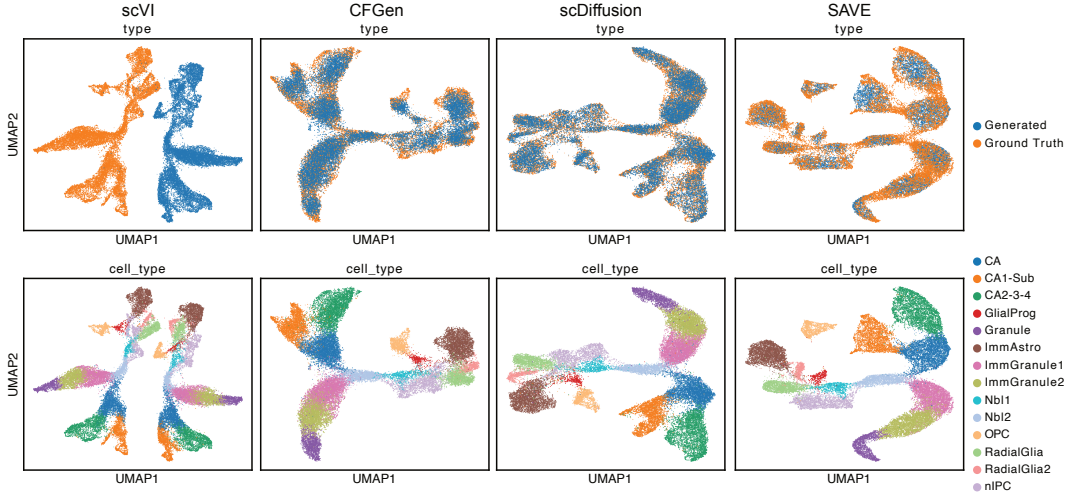 scVI
CFGen
scDiffusion
SAVE
type
type
type
type
UMAP2
UMAP1
UMAP1
UMAP1
UMAP1
Generated
Ground Truth
cell_type
cell_type
cell_type
cell_type
UMAP2
UMAP1
UMAP1
UMAP1
UMAP1
CA
CA1-Sub
CA2-3-4
GlialProg
Granule
ImmAstro
ImmGranule1
ImmGranule2
Nbl1
Nbl2
OPC
RadialGlia
RadialGlia2
nIPC